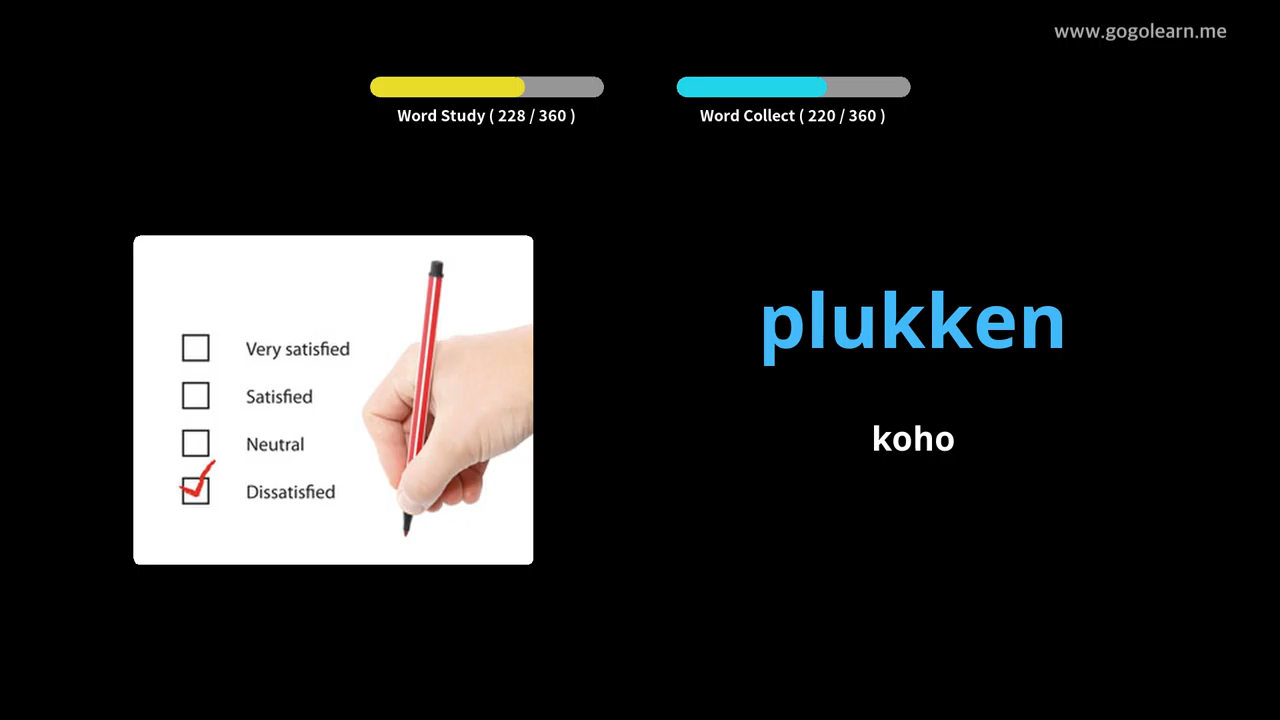 www.gogolearn.me
Word Study ( 228 / 360 )
Word Collect ( 220 / 360 )
Very satisfied
Satisfied
Neutral
Dissatisfied
plukken
koho